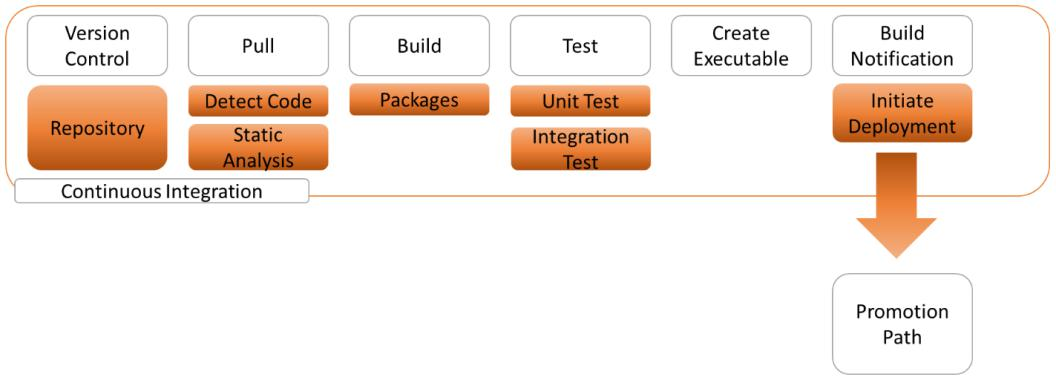 Version
Control
Pull
Build
Test
Create
Executable
Build
Notification
Repository
Detect Code
Static
Analysis
Packages
Unit Test
Integration
Test
Initiate
Deployment
Continuous Integration
Promotion
Path